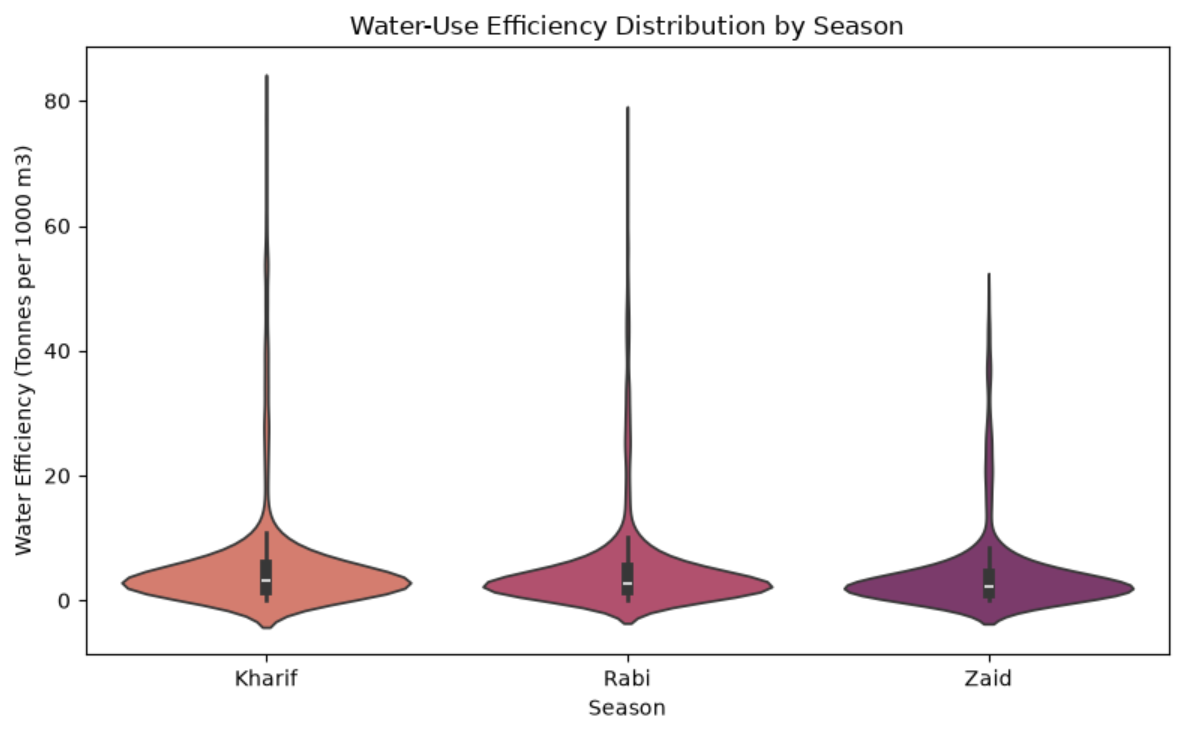 Water-Use Efficiency Distribution by Season
Water Efficiency (Tonnes per 1000 m3)
80
60
40
20
0
Kharif
Rabi
Zaid
Season